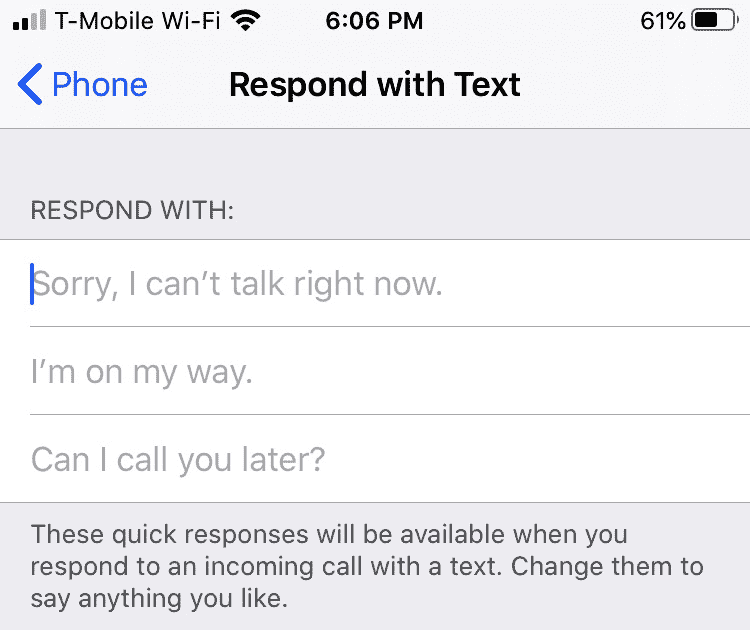 T-Mobile Wi-Fi 6:06 PM 61%
Phone Respond with Text
RESPOND WITH:
Sorry, I can’t talk right now.
I’m on my way.
Can I call you later?
These quick responses will be available when you
respond to an incoming call with a text. Change them to
say anything you like.